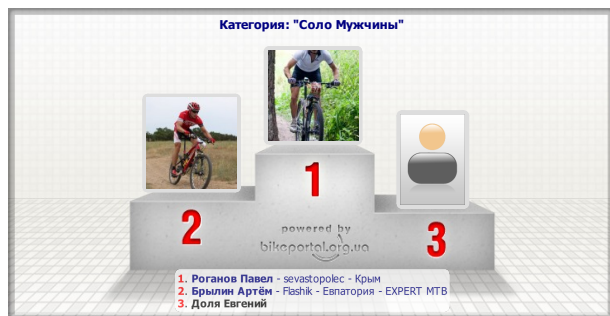 Категория: "Соло Мужчины"
1
2
3
powered by
bikeportal.org.ua
1. Роганов Павел - sevastopolec - Крым
2. Брылин Артём - Flashik - Евпатория - EXPERT MTB
3. Доля Евгений